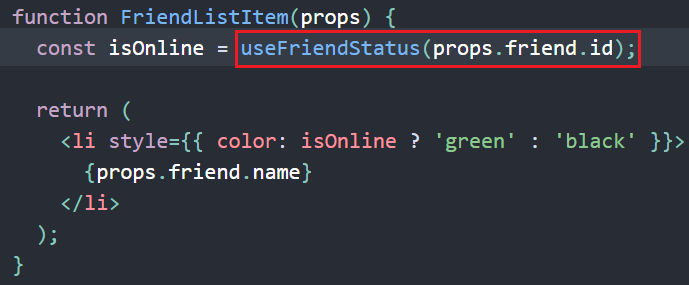 function FriendListItem(props) {
  const isOnline = useFriendStatus(props.friend.id);
  return (
    <li style={{ color: isOnline ? 'green' : 'black' }}>
      {props.friend.name}
    </li>
  );
}